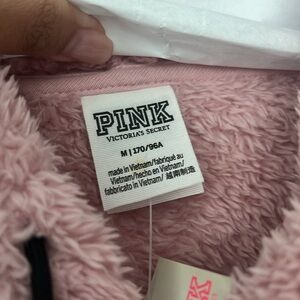 PINK
VICTORIA'S SECRET
M | 170/96A
made in Vietnam/fabriqué au
Vietnam/hecho en Vietnam/
fabbricato in Vietnam/ 越南制造